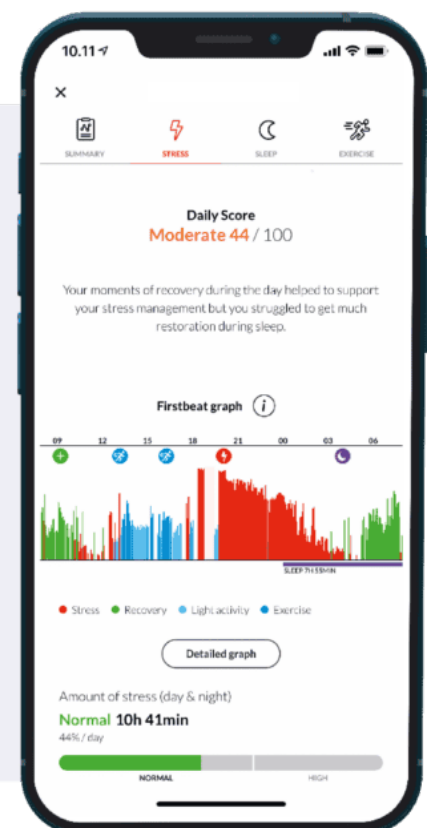 10.11
SUMMARY STRESS SLEEP EXERCISE
Daily Score
Moderate 44 / 100
Your moments of recovery during the day helped to support
your stress management but you struggled to get much
restoration during sleep.
Firstbeat graph i
09 12 15 18 21 00 03 06
SLEEP 7H 55MIN
Stress Recovery Light activity Exercise
Detailed graph
Amount of stress (day & night)
Normal 10h 41min
44% / day
NORMAL HIGH